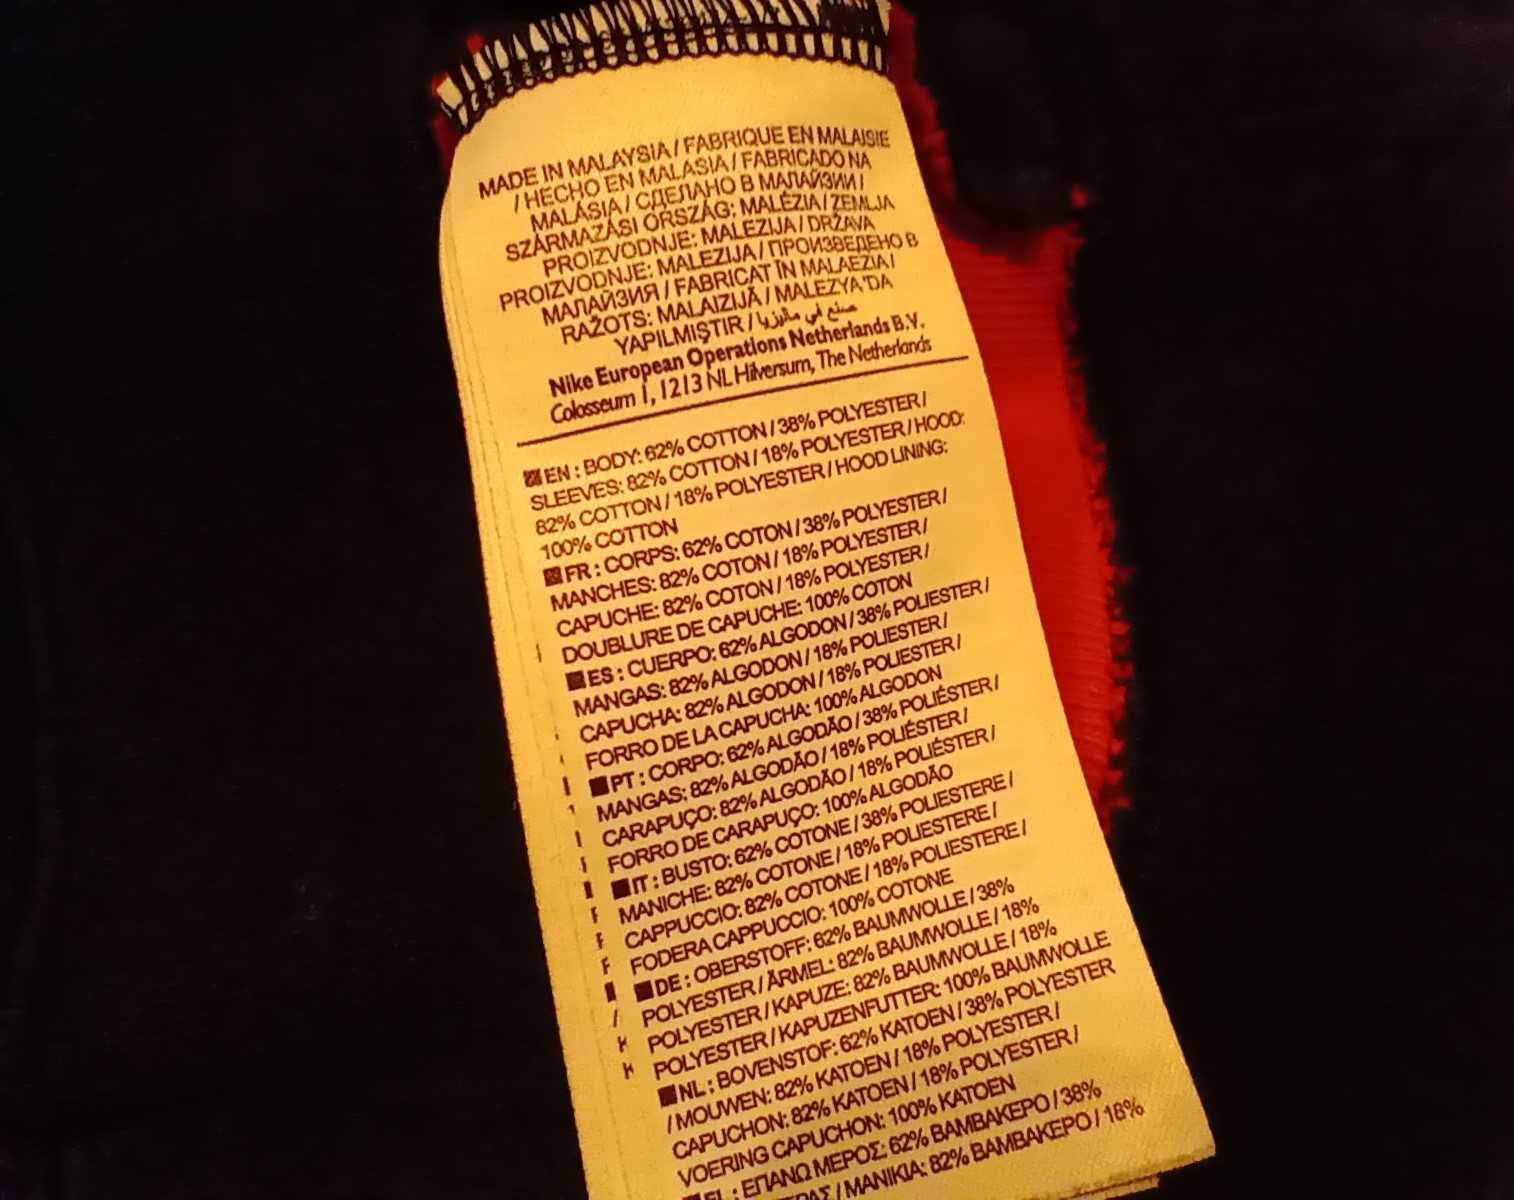 MADE IN MALAYSIA / FABRIQUE EN MALAISIE
/ HECHO EN MALASIA / FABRICADO NA
MALÁSIA / СДЕЛАНО В МАЛАЙЗИИ /
SZÁRMAZÁSI ORSZÁG: MALÉZIA / ZEMLJA
PROIZVODNJE: MALEZIJA / DRŽAVA
PROIZVODNJE: MALEZIJA / ПРОИЗВЕДЕНО В
МАЛАЙЗИЯ / FABRICAT ÎN MALAEZIA /
RAŽOTS: MALAIZIJĀ / MALEZYA'DA
YAPILMIŞTIR / صنع في ماليزيا
Nike European Operations Netherlands B.V.
Colosseum 1, 1213 NL Hilversum, The Netherlands
EN : BODY: 62% COTTON / 38% POLYESTER /
SLEEVES: 82% COTTON / 18% POLYESTER / HOOD:
82% COTTON / 18% POLYESTER / HOOD LINING:
100% COTTON
FR : CORPS: 62% COTON / 38% POLYESTER /
MANCHES: 82% COTON / 18% POLYESTER /
CAPUCHE: 82% COTON / 18% POLYESTER /
DOUBLURE DE CAPUCHE: 100% COTON
ES : CUERPO: 62% ALGODON / 38% POLIESTER /
MANGAS: 82% ALGODON / 18% POLIESTER /
CAPUCHA: 82% ALGODON / 18% POLIESTER /
FORRO DE LA CAPUCHA: 100% ALGODON
PT : CORPO: 62% ALGODÃO / 38% POLIÉSTER /
MANGAS: 82% ALGODÃO / 18% POLIÉSTER /
CARAPUÇO: 82% ALGODÃO / 18% POLIÉSTER /
FORRO DE CARAPUÇO: 100% ALGODÃO
IT : BUSTO: 62% COTONE / 38% POLIESTERE /
MANICHE: 82% COTONE / 18% POLIESTERE /
CAPPUCCIO: 82% COTONE / 18% POLIESTERE /
FODERA CAPPUCCIO: 100% COTONE
DE : OBERSTOFF: 62% BAUMWOLLE / 38%
POLYESTER / ÄRMEL: 82% BAUMWOLLE / 18%
POLYESTER / KAPUZE: 82% BAUMWOLLE / 18%
POLYESTER / KAPUZENFUTTER: 100% BAUMWOLLE
NL : BOVENSTOF: 62% KATOEN / 38% POLYESTER
/ MOUWEN: 82% KATOEN / 18% POLYESTER /
CAPUCHON: 82% KATOEN / 18% POLYESTER /
VOERING CAPUCHON: 100% KATOEN
EL : ΕΠΑΝΩ ΜΕΡΟΣ: 62% ΒΑΜΒΑΚΕΡΟ / 38%
/ ΜΑΝΙΚΙΑ: 82% ΒΑΜΒΑΚΕΡΟ / 18%